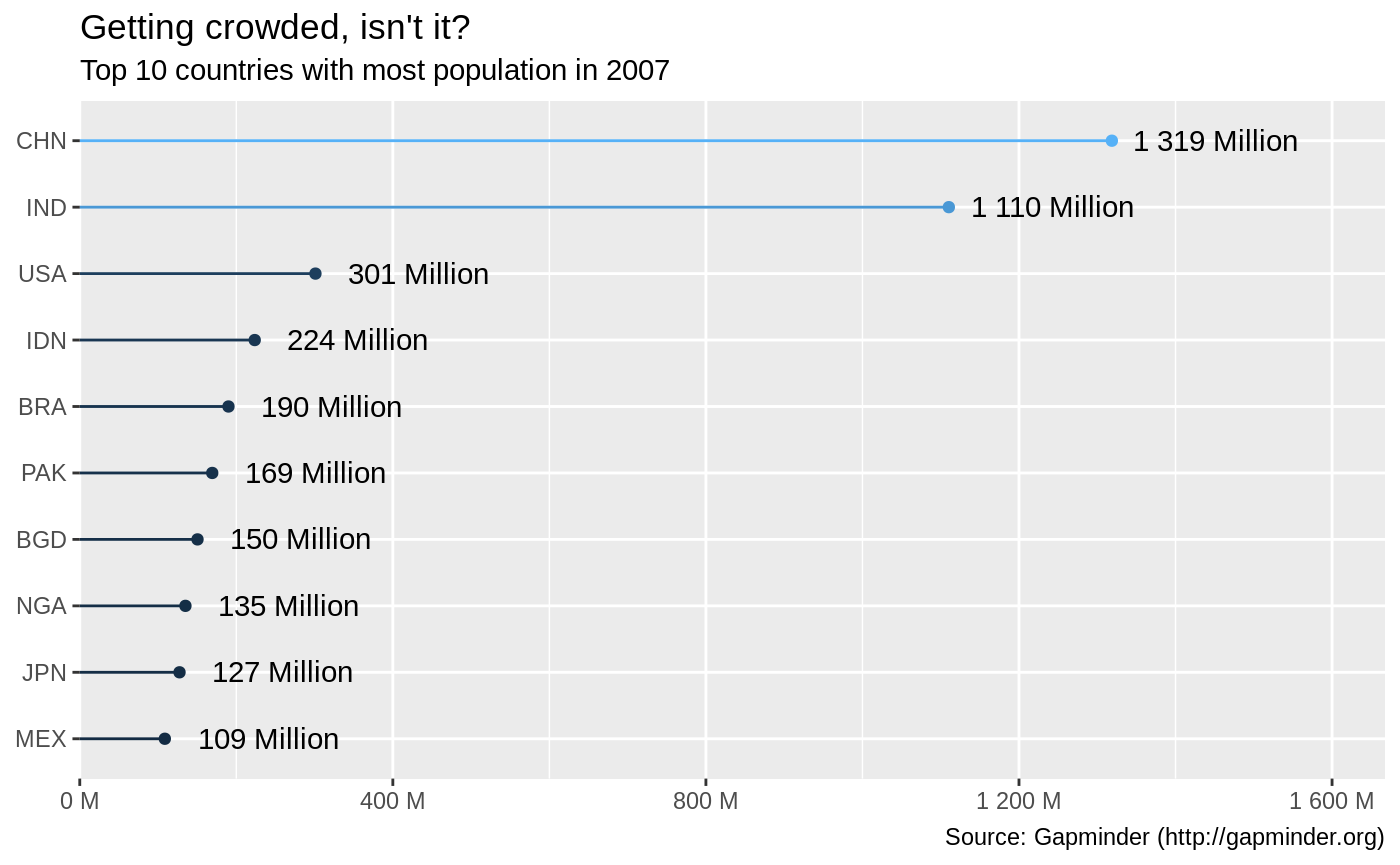 Getting crowded, isn't it?
Top 10 countries with most population in 2007
CHN 1 319 Million
IND 1 110 Million
USA 301 Million
IDN 224 Million
BRA 190 Million
PAK 169 Million
BGD 150 Million
NGA 135 Million
JPN 127 Million
MEX 109 Million
0 M 400 M 800 M 1 200 M 1 600 M
Source: Gapminder (http://gapminder.org)